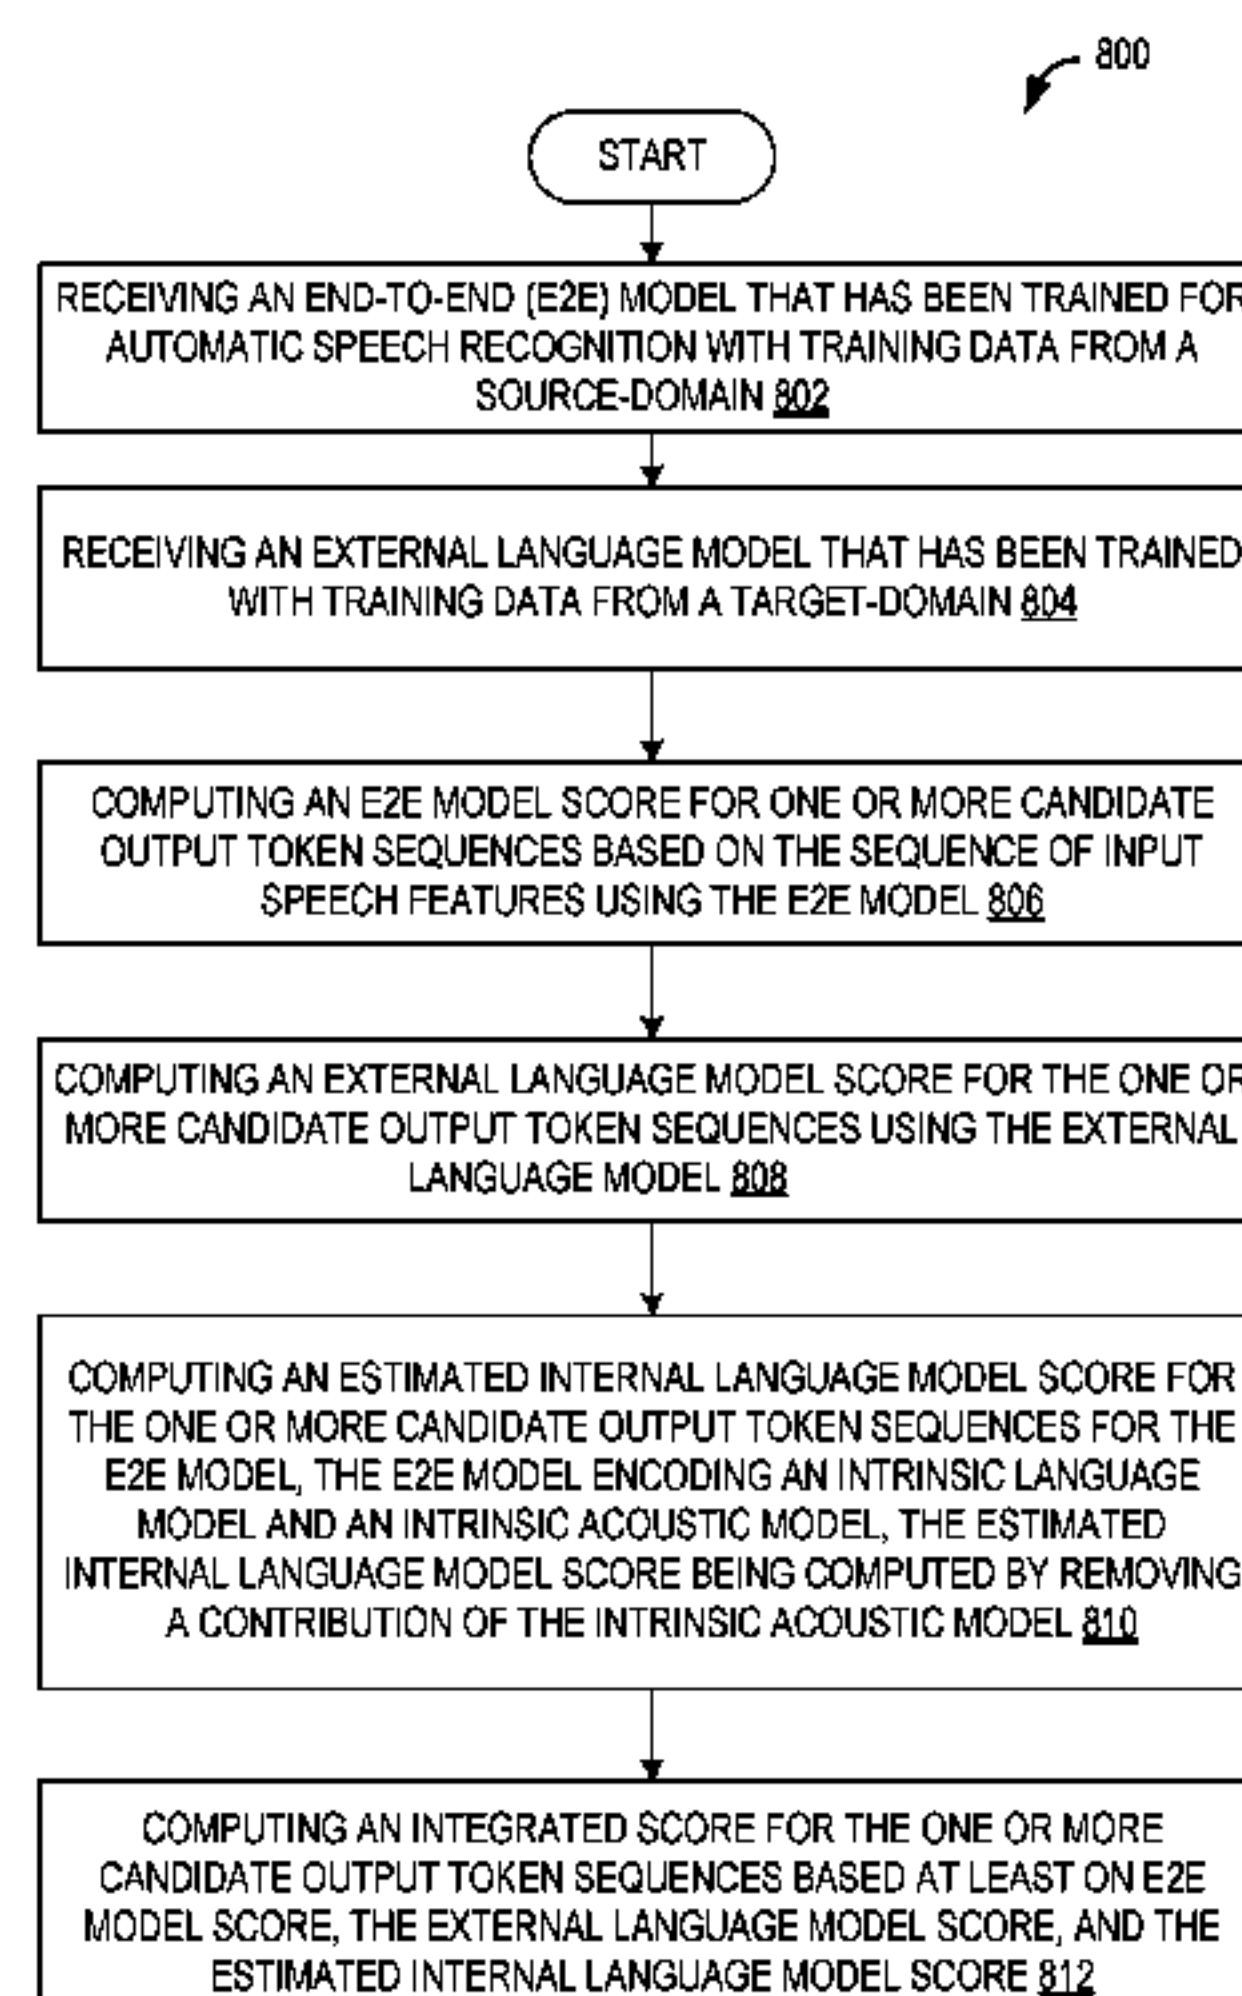 800
START
RECEIVING AN END-TO-END (E2E) MODEL THAT HAS BEEN TRAINED FOR
AUTOMATIC SPEECH RECOGNITION WITH TRAINING DATA FROM A
SOURCE-DOMAIN 802
RECEIVING AN EXTERNAL LANGUAGE MODEL THAT HAS BEEN TRAINED
WITH TRAINING DATA FROM A TARGET-DOMAIN 804
COMPUTING AN E2E MODEL SCORE FOR ONE OR MORE CANDIDATE
OUTPUT TOKEN SEQUENCES BASED ON THE SEQUENCE OF INPUT
SPEECH FEATURES USING THE E2E MODEL 806
COMPUTING AN EXTERNAL LANGUAGE MODEL SCORE FOR THE ONE OR
MORE CANDIDATE OUTPUT TOKEN SEQUENCES USING THE EXTERNAL
LANGUAGE MODEL 808
COMPUTING AN ESTIMATED INTERNAL LANGUAGE MODEL SCORE FOR
THE ONE OR MORE CANDIDATE OUTPUT TOKEN SEQUENCES FOR THE
E2E MODEL, THE E2E MODEL ENCODING AN INTRINSIC LANGUAGE
MODEL AND AN INTRINSIC ACOUSTIC MODEL, THE ESTIMATED
INTERNAL LANGUAGE MODEL SCORE BEING COMPUTED BY REMOVING
A CONTRIBUTION OF THE INTRINSIC ACOUSTIC MODEL 810
COMPUTING AN INTEGRATED SCORE FOR THE ONE OR MORE
CANDIDATE OUTPUT TOKEN SEQUENCES BASED AT LEAST ON E2E
MODEL SCORE, THE EXTERNAL LANGUAGE MODEL SCORE, AND THE
ESTIMATED INTERNAL LANGUAGE MODEL SCORE 812